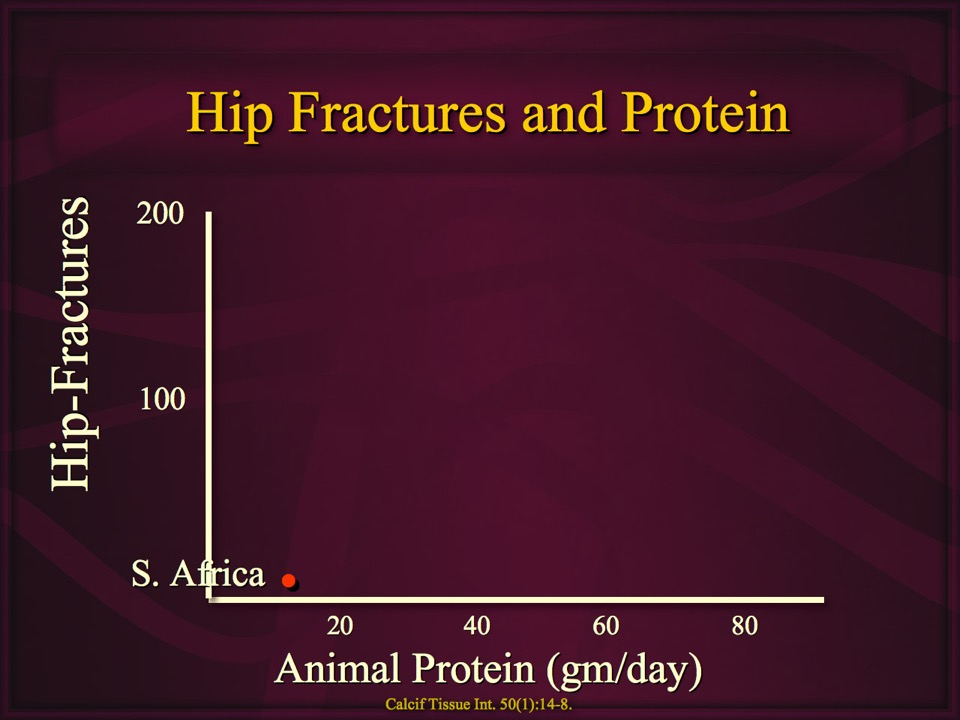 Hip Fractures and Protein
Hip-Fractures
200
100
S. Africa
20 40 60 80
Animal Protein (gm/day)
Calcif Tissue Int. 50(1):14-8.